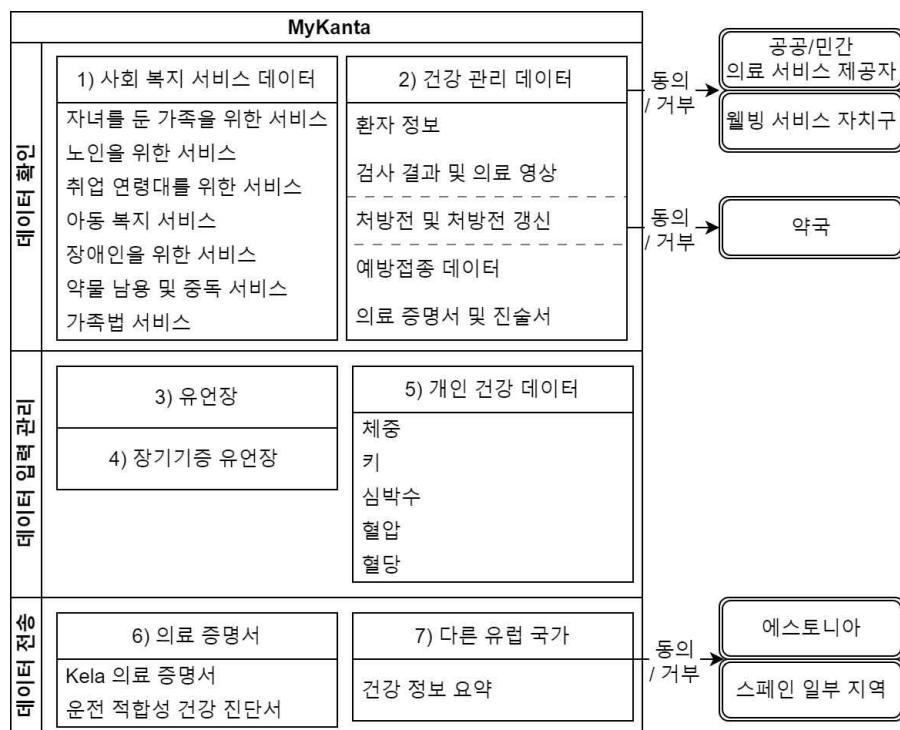 MyKanta
데이터 확인
1) 사회 복지 서비스 데이터
자녀를 둔 가족을 위한 서비스
노인을 위한 서비스
취업 연령대를 위한 서비스
아동 복지 서비스
장애인을 위한 서비스
약물 남용 및 중독 서비스
가족법 서비스
2) 건강 관리 데이터
환자 정보
검사 결과 및 의료 영상
처방전 및 처방전 갱신
예방접종 데이터
의료 증명서 및 진술서
동의
/ 거부
공공/민간
의료 서비스 제공자
웰빙 서비스 자치구
동의
/ 거부
약국
데이터 입력 관리
3) 유언장
4) 장기기증 유언장
5) 개인 건강 데이터
체중
키
심박수
혈압
혈당
데이터 전송
6) 의료 증명서
Kela 의료 증명서
운전 적합성 건강 진단서
7) 다른 유럽 국가
건강 정보 요약
동의
/ 거부
에스토니아
스페인 일부 지역